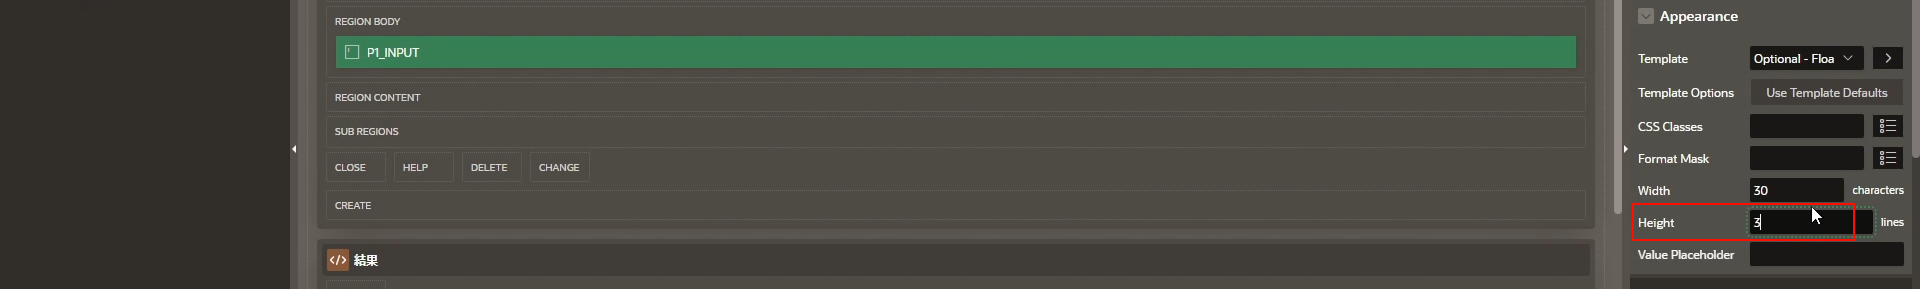 REGION BODY
P1_INPUT
REGION CONTENT
SUB REGIONS
CLOSE HELP DELETE CHANGE
CREATE
結果
Appearance
Template Optional - Floa
Template Options Use Template Defaults
CSS Classes
Format Mask
Width 30 characters
Height 3 lines
Value Placeholder